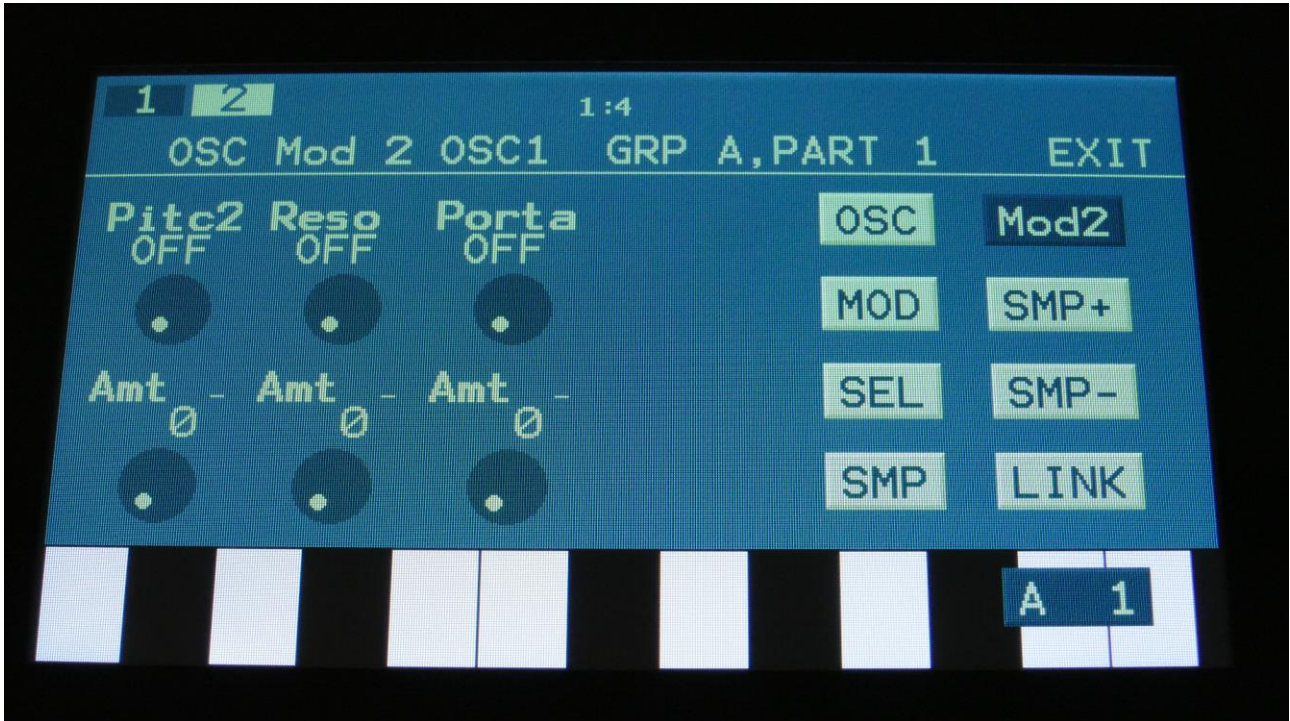 1 2 1:4
OSC Mod 2 OSC1 GRP A,PART 1 EXIT
Pitc2 Reso Porta OSC Mod2
OFF OFF OFF
MOD SMP+
Amt - Amt - Amt - SEL SMP-
0 0 0
SMP LINK
A 1